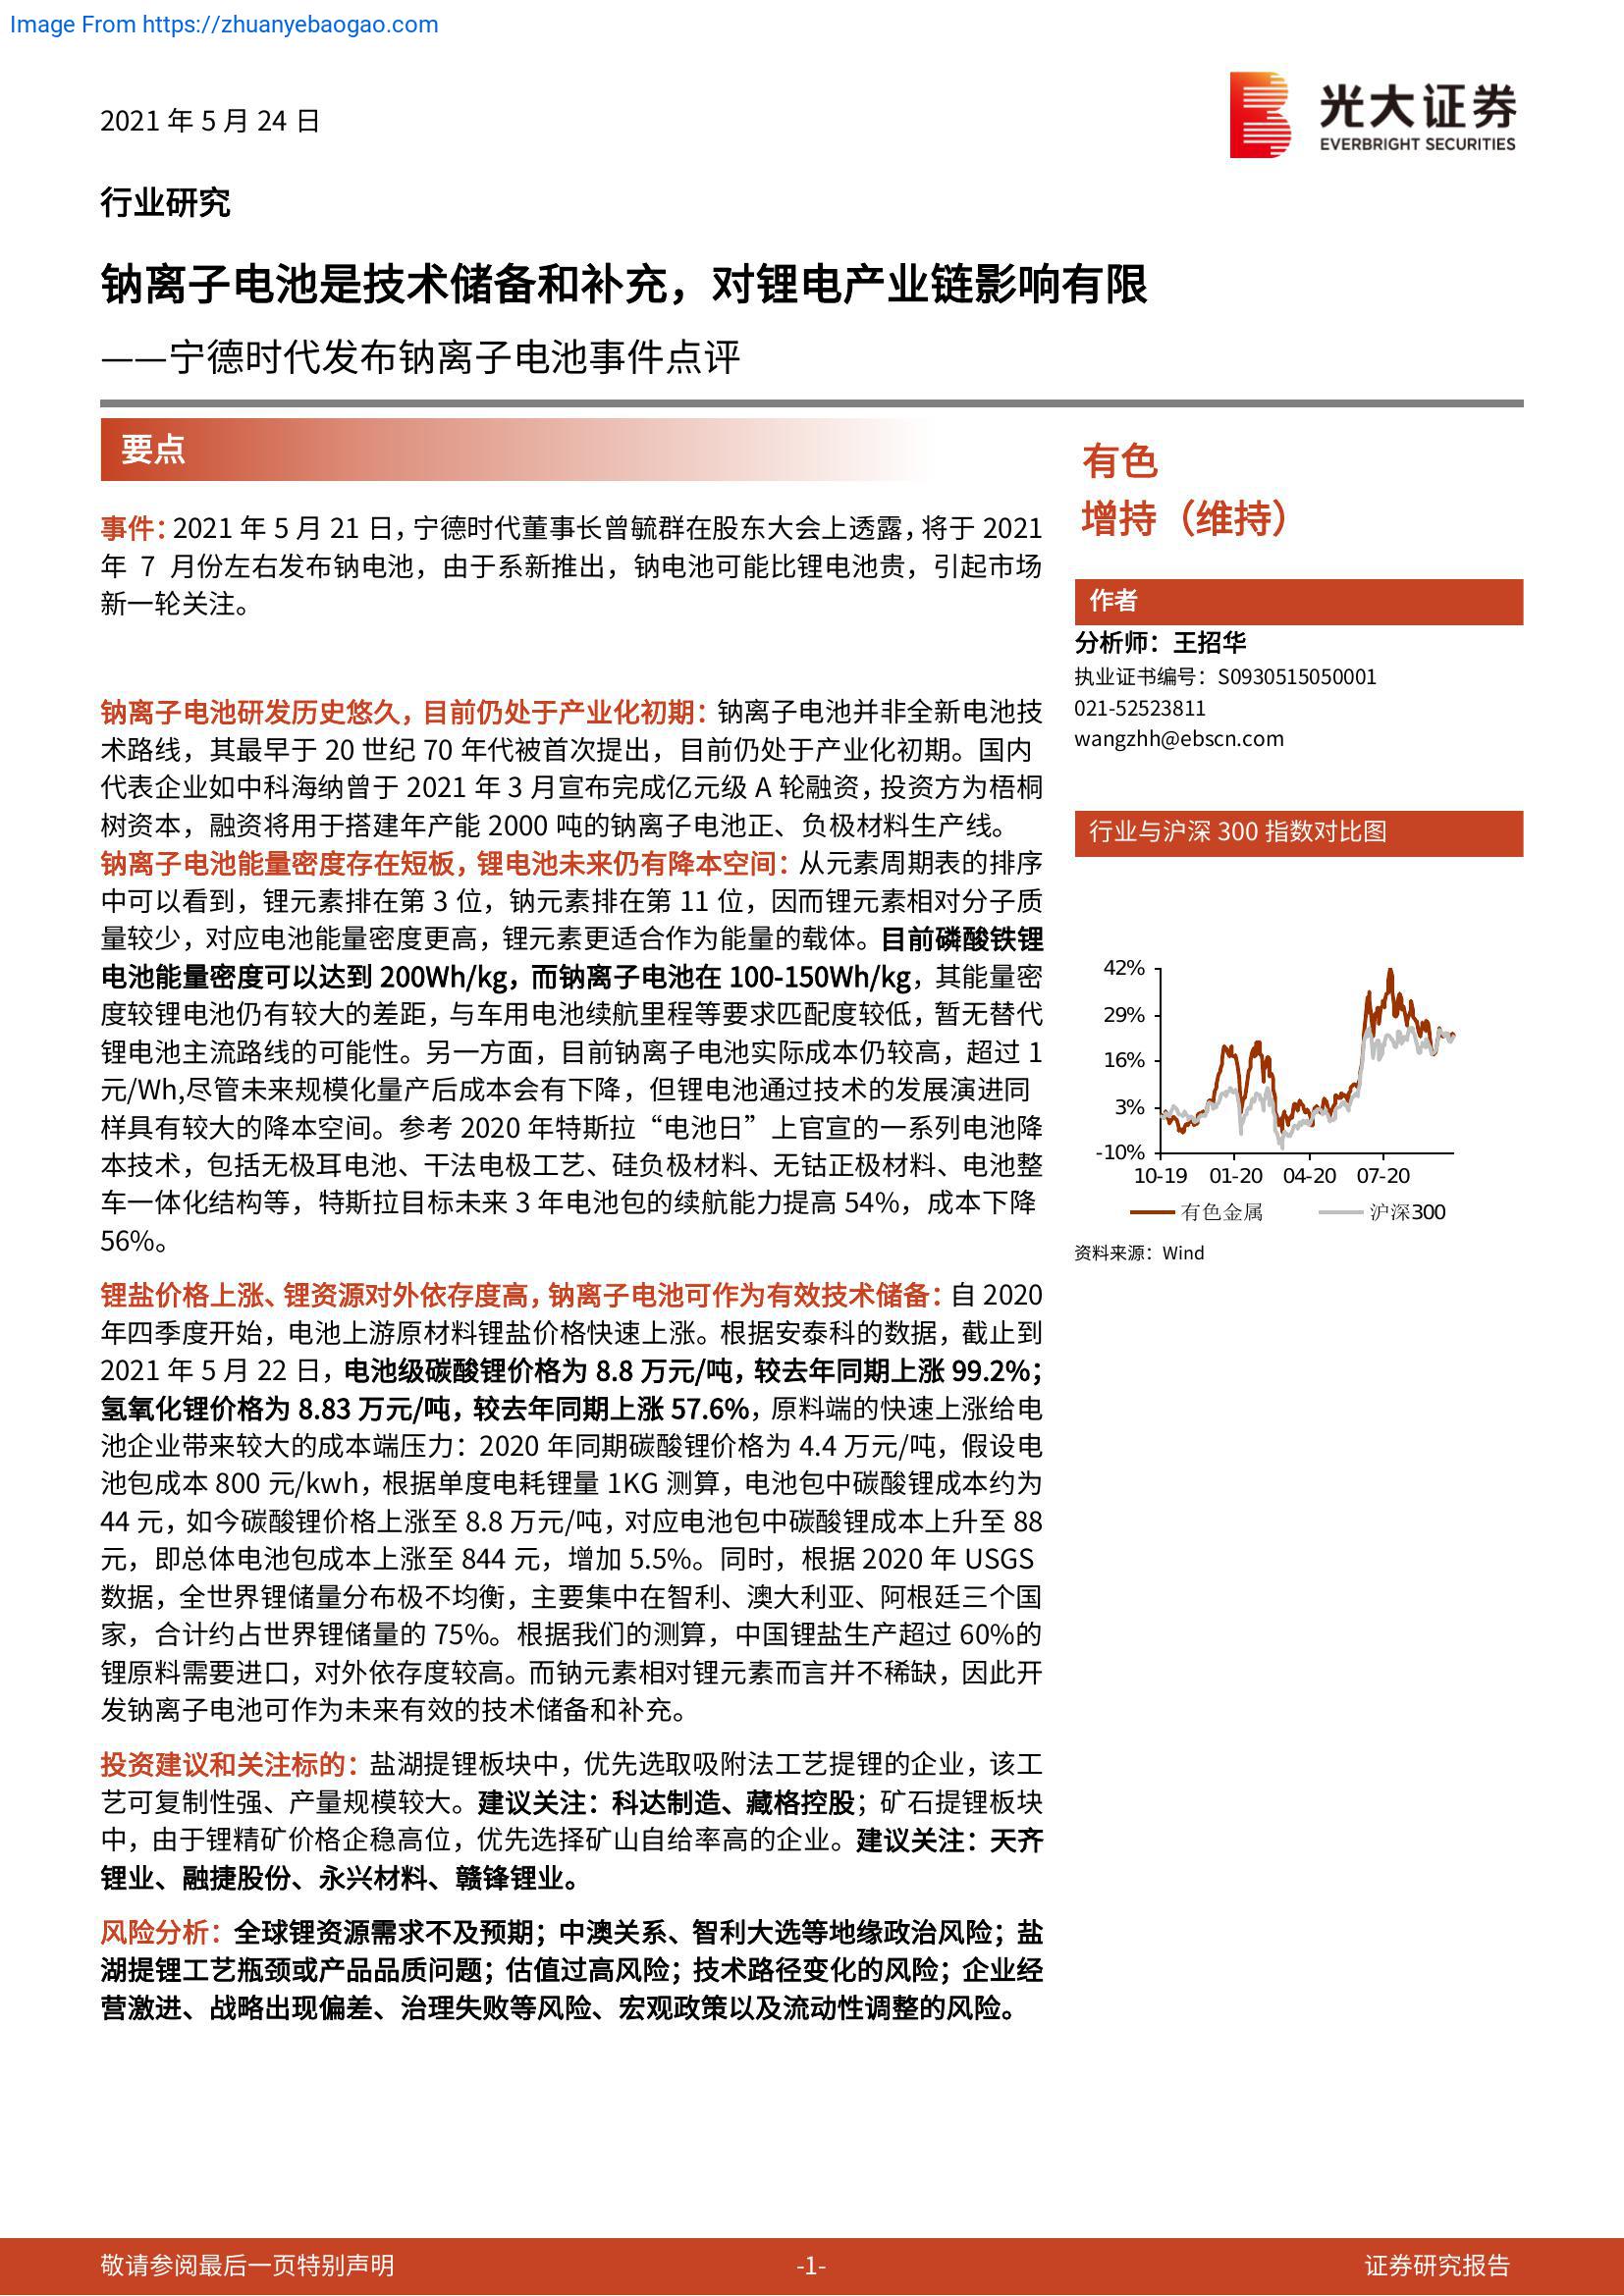 Image From https://zhuanyebaogao.com
2021 年 5 月 24 日
光大证券
EVERBRIGHT SECURITIES
行业研究
钠离子电池是技术储备和补充，对锂电产业链影响有限
——宁德时代发布钠离子电池事件点评
要点
事件：2021 年 5 月 21 日，宁德时代董事长曾毓群在股东大会上透露，将于 2021
年 7 月份左右发布钠电池，由于系新推出，钠电池可能比锂电池贵，引起市场
新一轮关注。
钠离子电池研发历史悠久，目前仍处于产业化初期：钠离子电池并非全新电池技
术路线，其最早于 20 世纪 70 年代被首次提出，目前仍处于产业化初期。国内
代表企业如中科海纳曾于 2021 年 3 月宣布完成亿元级 A 轮融资，投资方为梧桐
树资本，融资将用于搭建年产能 2000 吨的钠离子电池正、负极材料生产线。
钠离子电池能量密度存在短板，锂电池未来仍有降本空间：从元素周期表的排序
中可以看到，锂元素排在第 3 位，钠元素排在第 11 位，因而锂元素相对分子质
量较少，对应电池能量密度更高，锂元素更适合作为能量的载体。目前磷酸铁锂
电池能量密度可以达到 200Wh/kg，而钠离子电池在 100-150Wh/kg，其能量密
度较锂电池仍有较大的差距，与车用电池续航里程等要求匹配度较低，暂无替代
锂电池主流路线的可能性。另一方面，目前钠离子电池实际成本仍较高，超过 1
元/Wh,尽管未来规模化量产后成本会有下降，但锂电池通过技术的发展演进同
样具有较大的降本空间。参考 2020 年特斯拉“电池日”上官宣的一系列电池降
本技术，包括无极耳电池、干法电极工艺、硅负极材料、无钴正极材料、电池整
车一体化结构等，特斯拉目标未来 3 年电池包的续航能力提高 54%，成本下降
56%。
锂盐价格上涨、锂资源对外依存度高，钠离子电池可作为有效技术储备：自 2020
年四季度开始，电池上游原材料锂盐价格快速上涨。根据安泰科的数据，截止到
2021 年 5 月 22 日，电池级碳酸锂价格为 8.8 万元/吨，较去年同期上涨 99.2%；
氢氧化锂价格为 8.83 万元/吨，较去年同期上涨 57.6%，原料端的快速上涨给电
池企业带来较大的成本端压力：2020 年同期碳酸锂价格为 4.4 万元/吨，假设电
池包成本 800 元/kwh，根据单度电耗锂量 1KG 测算，电池包中碳酸锂成本约为
44 元，如今碳酸锂价格上涨至 8.8 万元/吨，对应电池包中碳酸锂成本上升至 88
元，即总体电池包成本上涨至 844 元，增加 5.5%。同时，根据 2020 年 USGS
数据，全世界锂储量分布极不均衡，主要集中在智利、澳大利亚、阿根廷三个国
家，合计约占世界锂储量的 75%。根据我们的测算，中国锂盐生产超过 60%的
锂原料需要进口，对外依存度较高。而钠元素相对锂元素而言并不稀缺，因此开
发钠离子电池可作为未来有效的技术储备和补充。
投资建议和关注标的：盐湖提锂板块中，优先选取吸附法工艺提锂的企业，该工
艺可复制性强、产量规模较大。建议关注：科达制造、藏格控股；矿石提锂板块
中，由于锂精矿价格企稳高位，优先选择矿山自给率高的企业。建议关注：天齐
锂业、融捷股份、永兴材料、赣锋锂业。
风险分析：全球锂资源需求不及预期；中澳关系、智利大选等地缘政治风险；盐
湖提锂工艺瓶颈或产品品质问题；估值过高风险；技术路径变化的风险；企业经
营激进、战略出现偏差、治理失败等风险、宏观政策以及流动性调整的风险。
有色
增持（维持）
作者
分析师：王招华
执业证书编号：S0930515050001
021-52523811
wangzhh@ebscn.com
行业与沪深 300 指数对比图
42%
29%
16%
3%
-10%
10-19 01-20 04-20 07-20
有色金属 沪深300
资料来源：Wind
敬请参阅最后一页特别声明 -1- 证券研究报告